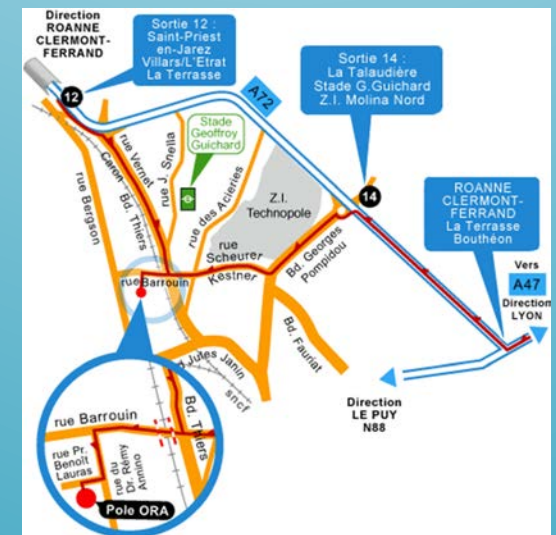 Direction
ROANNE
CLERMONT-
FERRAND
Sortie 12 :
Saint-Priest
en-Jarez
Villars/L'Etrat
La Terrasse
12
Sortie 14 :
La Talaudière
Stade G.Guichard
Z.I. Molina Nord
A72
Stade
Geoffroy
Guichard
rue Bergson
Caron
rue Vernet
Bd. Thiers
rue J. Snella
rue des Acieries
Z.I.
Technopole
14
ROANNE
CLERMONT-
FERRAND
La Terrasse
Bouthéon
Vers
A47
Direction
LYON
rue
Scheurer
Kestner
Bd. Georges
Pompidou
rue Barrouin
Bd. Fauriat
d Jules Janin
sncf
Direction
LE PUY
N88
rue Barrouin
Bd. Thiers
rue Pr.
Benoît
Lauras
rue du
Dr. Rémy
Annino
Pole ORA